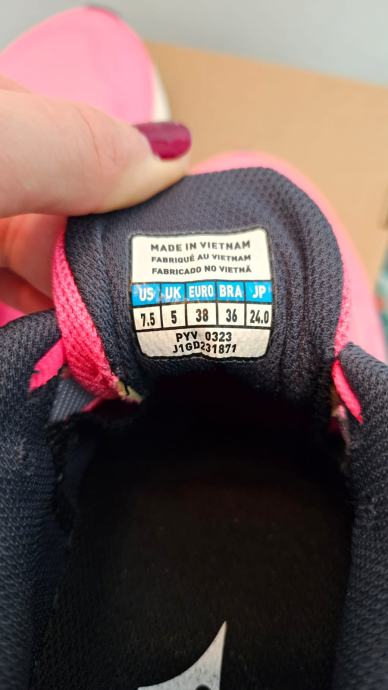 MADE IN VIETNAM
FABRIQUÉ AU VIETNAM
FABRICADO NO VIETNÃ
US UK EURO BRA JP
7.5 5 38 36 24.0
PYV 0323
J1GD231871